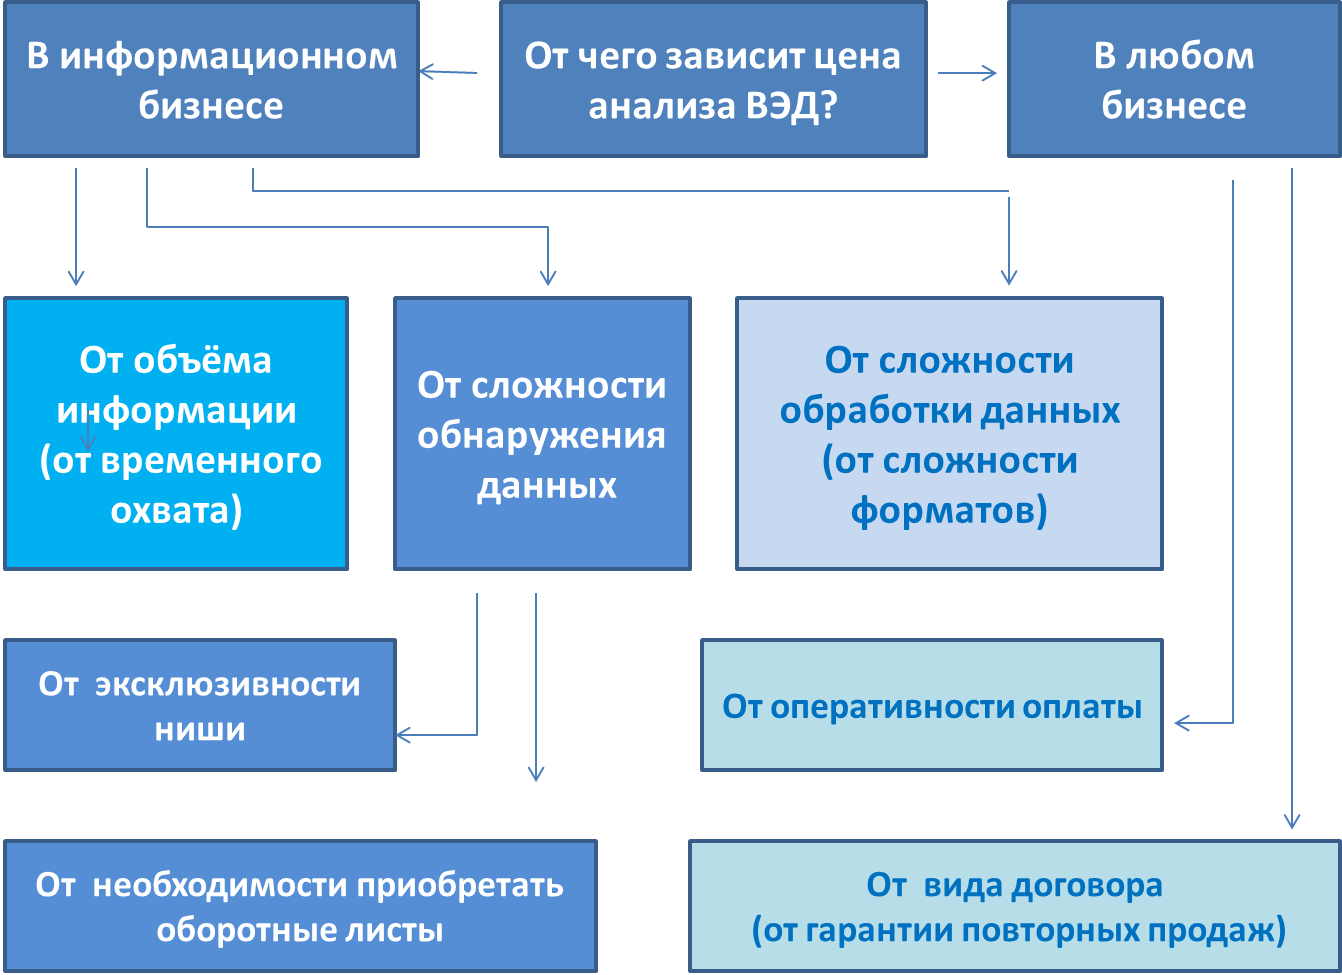 В информационном
бизнесе
От чего зависит цена
анализа ВЭД?
В любом
бизнесе
От объёма
информации
(от временного
охвата)
От сложности
обнаружения
данных
От сложности
обработки данных
(от сложности
форматов)
От эксклюзивности
ниши
От оперативности оплаты
От необходимости приобретать
оборотные листы
От вида договора
(от гарантии повторных продаж)